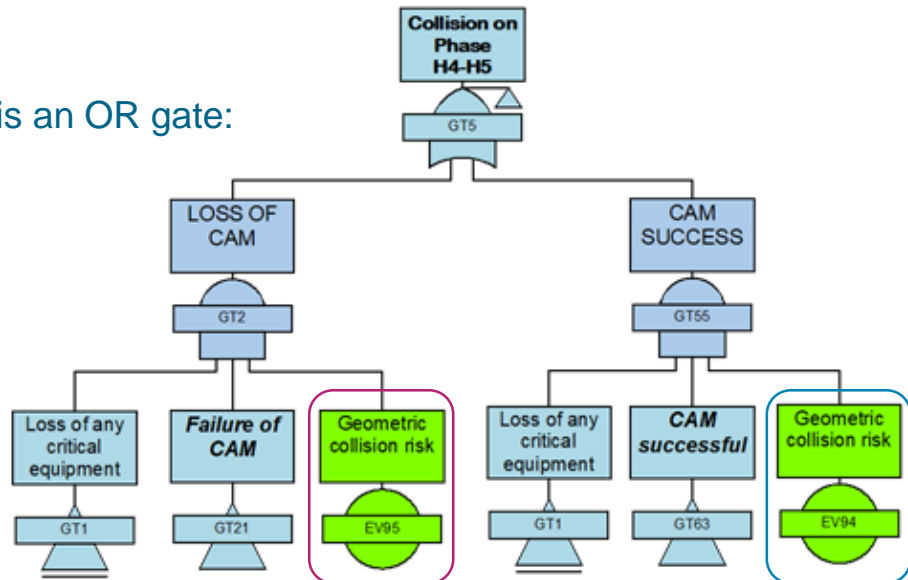 Collision on
Phase
H4-H5
is an OR gate:
GT5
LOSS OF
CAM
CAM
SUCCESS
GT2
GT55
Loss of any
critical
equipment
Failure of
CAM
Geometric
collision risk
Loss of any
critical
equipment
CAM
successful
Geometric
collision risk
GT1
GT21
EV95
GT1
GT63
EV94